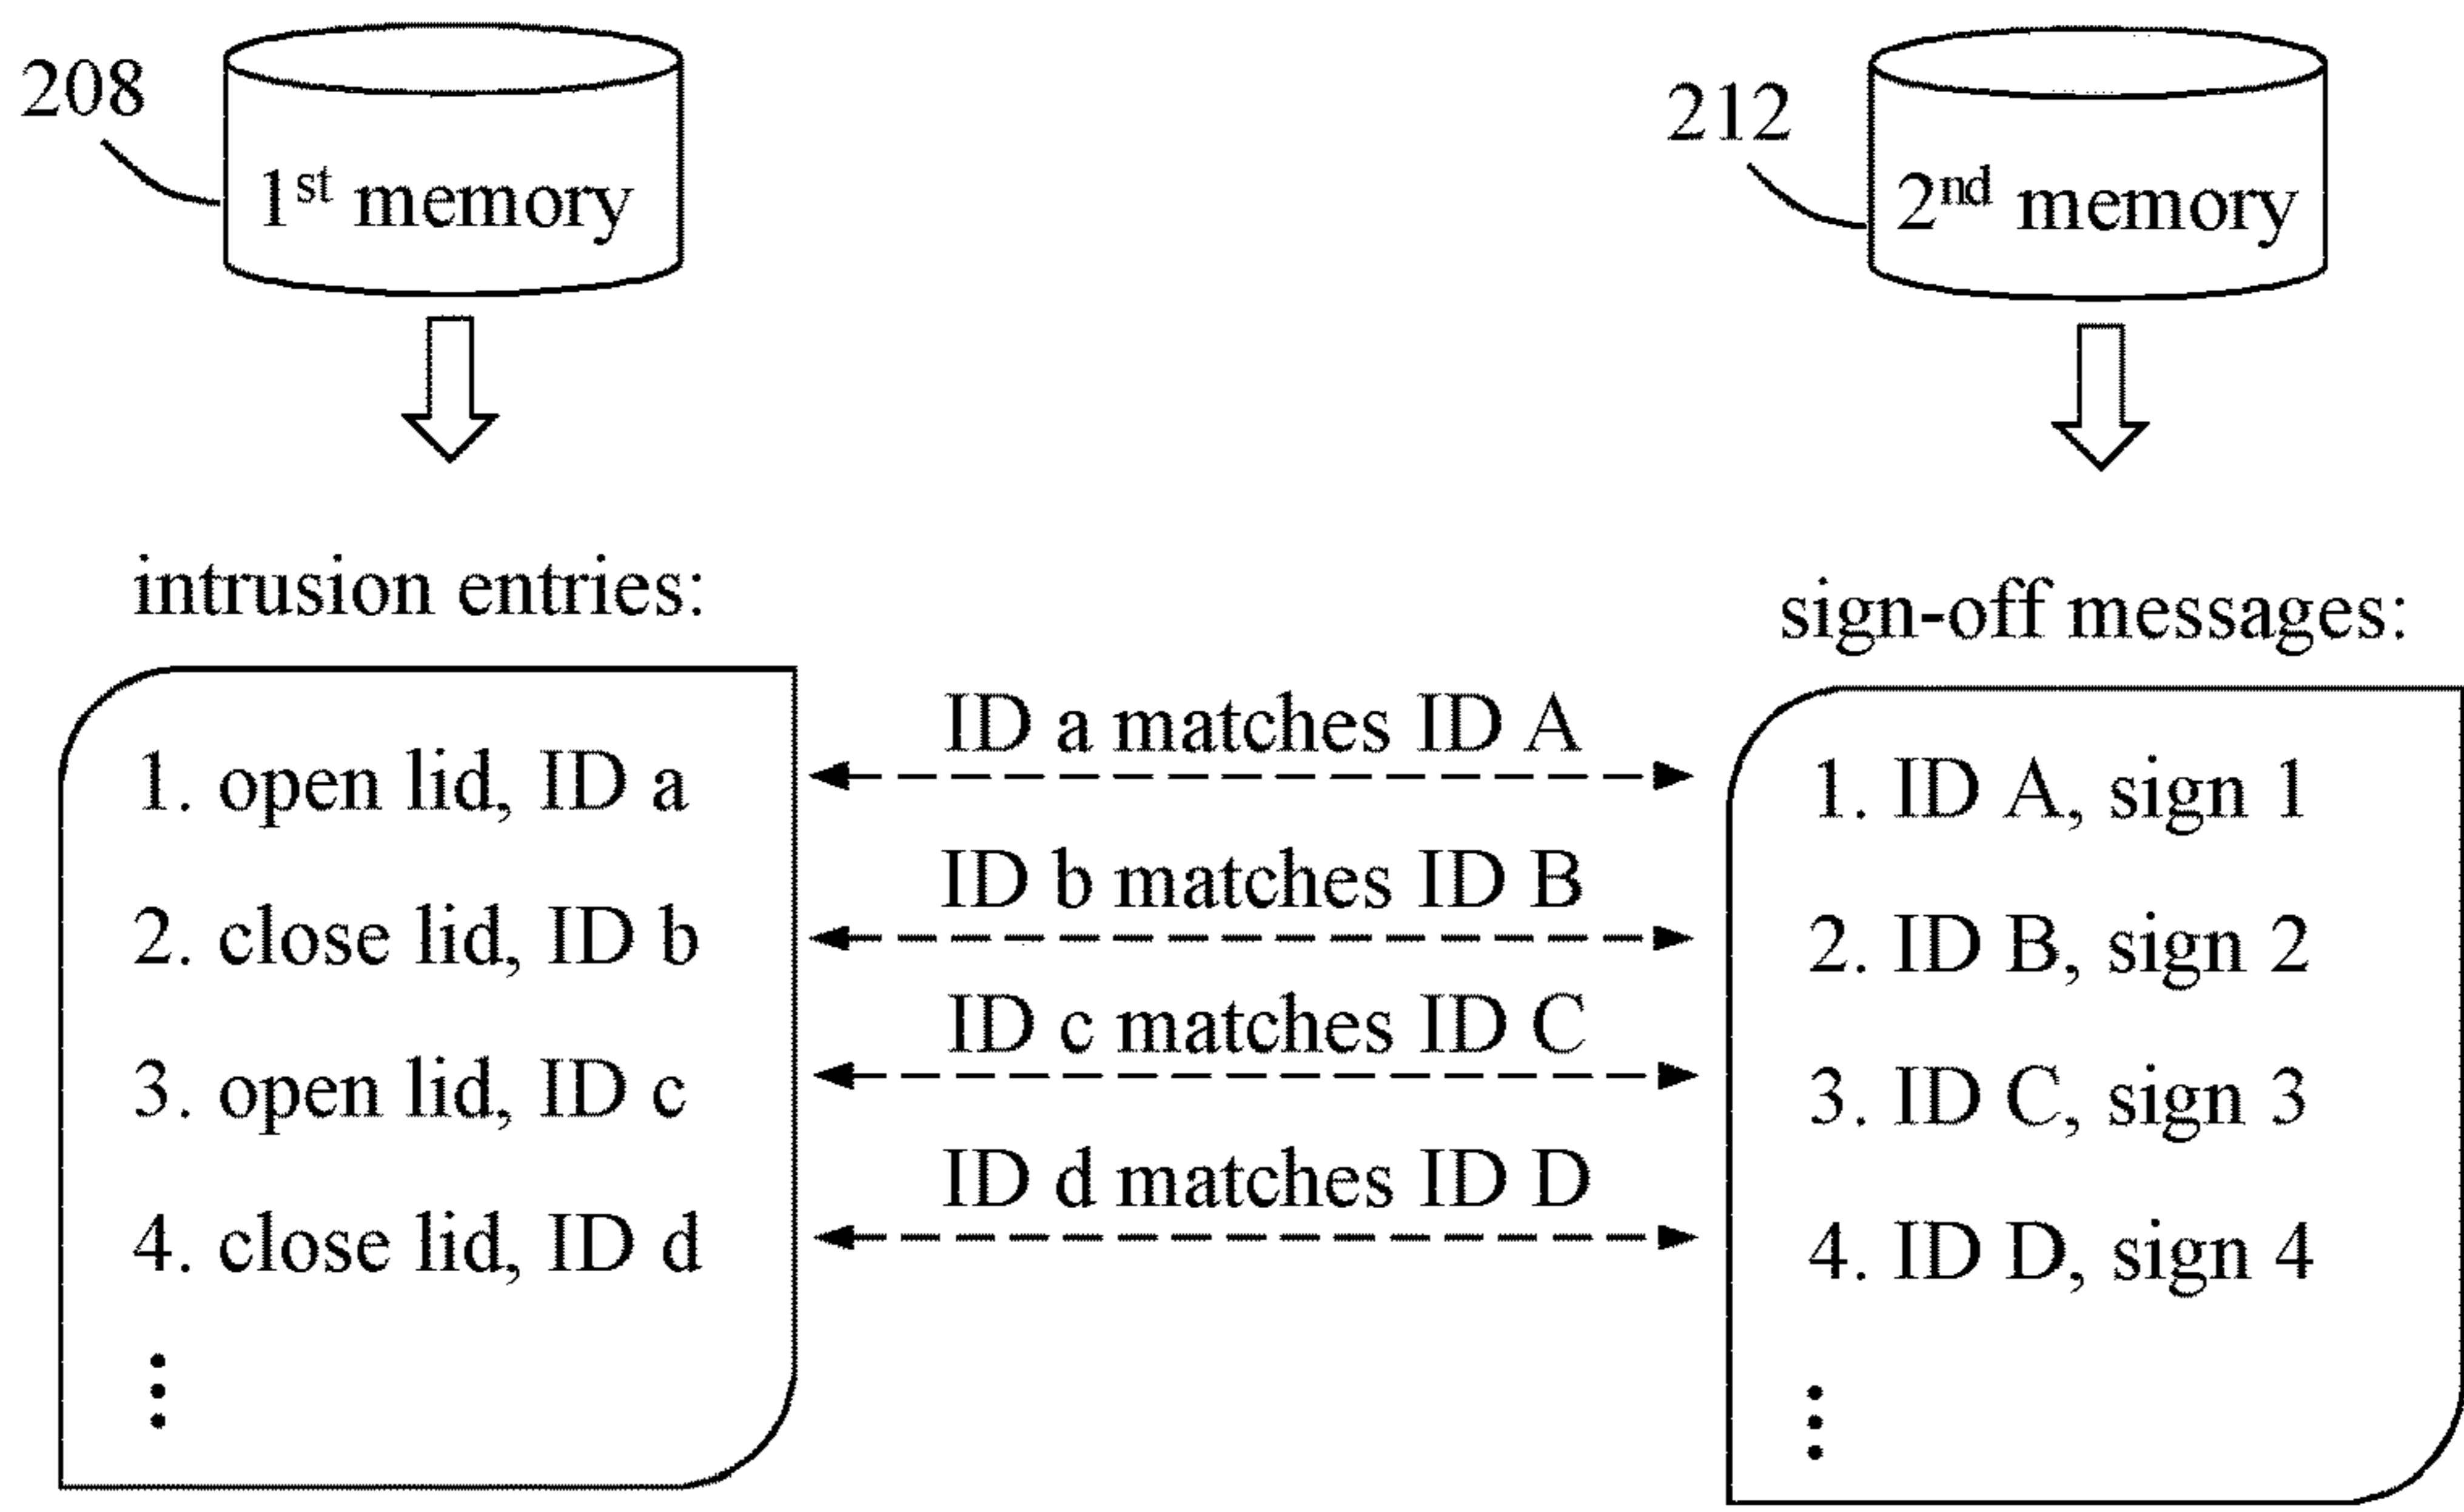 208
1st memory
212
2nd memory
intrusion entries:
sign-off messages:
1. open lid, ID a
2. close lid, ID b
3. open lid, ID c
4. close lid, ID d
ID a matches ID A
ID b matches ID B
ID c matches ID C
ID d matches ID D
1. ID A, sign 1
2. ID B, sign 2
3. ID C, sign 3
4. ID D, sign 4